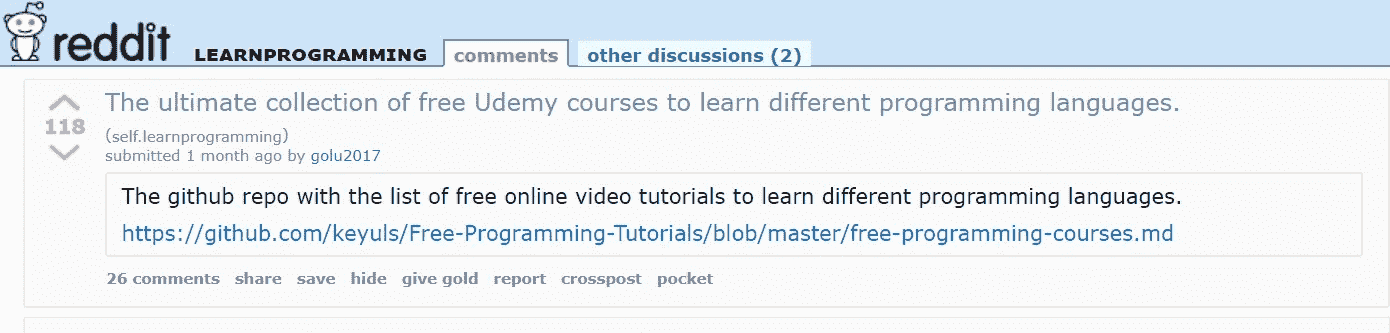 reddit LEARNPROGRAMMING comments other discussions (2)
The ultimate collection of free Udemy courses to learn different programming languages.
118
(self.learnprogramming)
submitted 1 month ago by golu2017
The github repo with the list of free online video tutorials to learn different programming languages.
https://github.com/keyuls/Free-Programming-Tutorials/blob/master/free-programming-courses.md
26 comments share save hide give gold report crosspost pocket